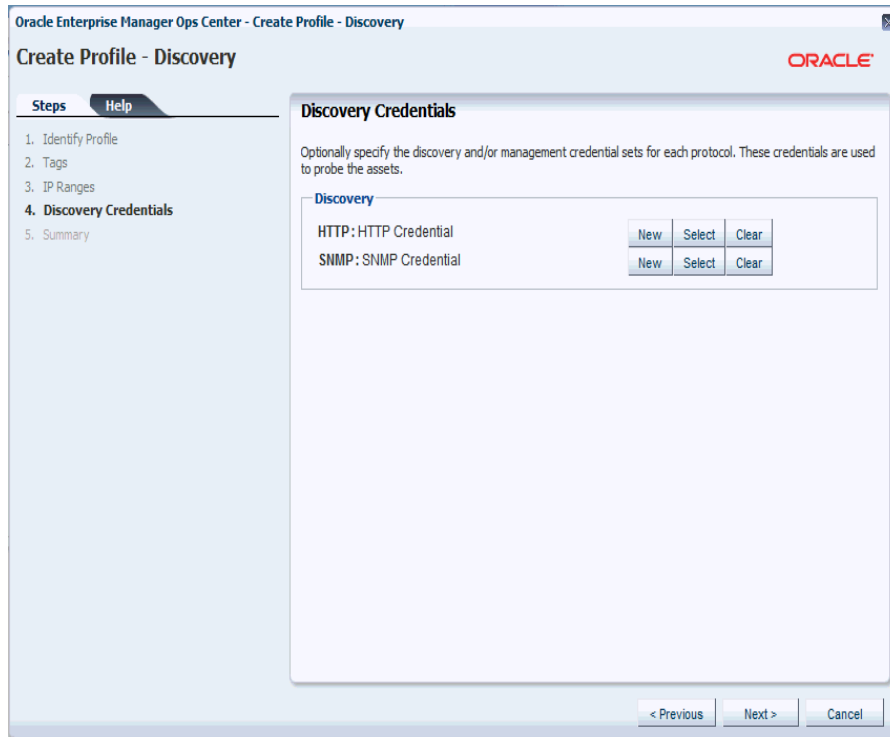 Oracle Enterprise Manager Ops Center - Create Profile - Discovery
Create Profile - Discovery
ORACLE
Steps
Help
1. Identify Profile
2. Tags
3. IP Ranges
4. Discovery Credentials
5. Summary
Discovery Credentials
Optionally specify the discovery and/or management credential sets for each protocol. These credentials are used
to probe the assets.
Discovery
HTTP: HTTP Credential New Select Clear
SNMP: SNMP Credential New Select Clear
< Previous Next > Cancel